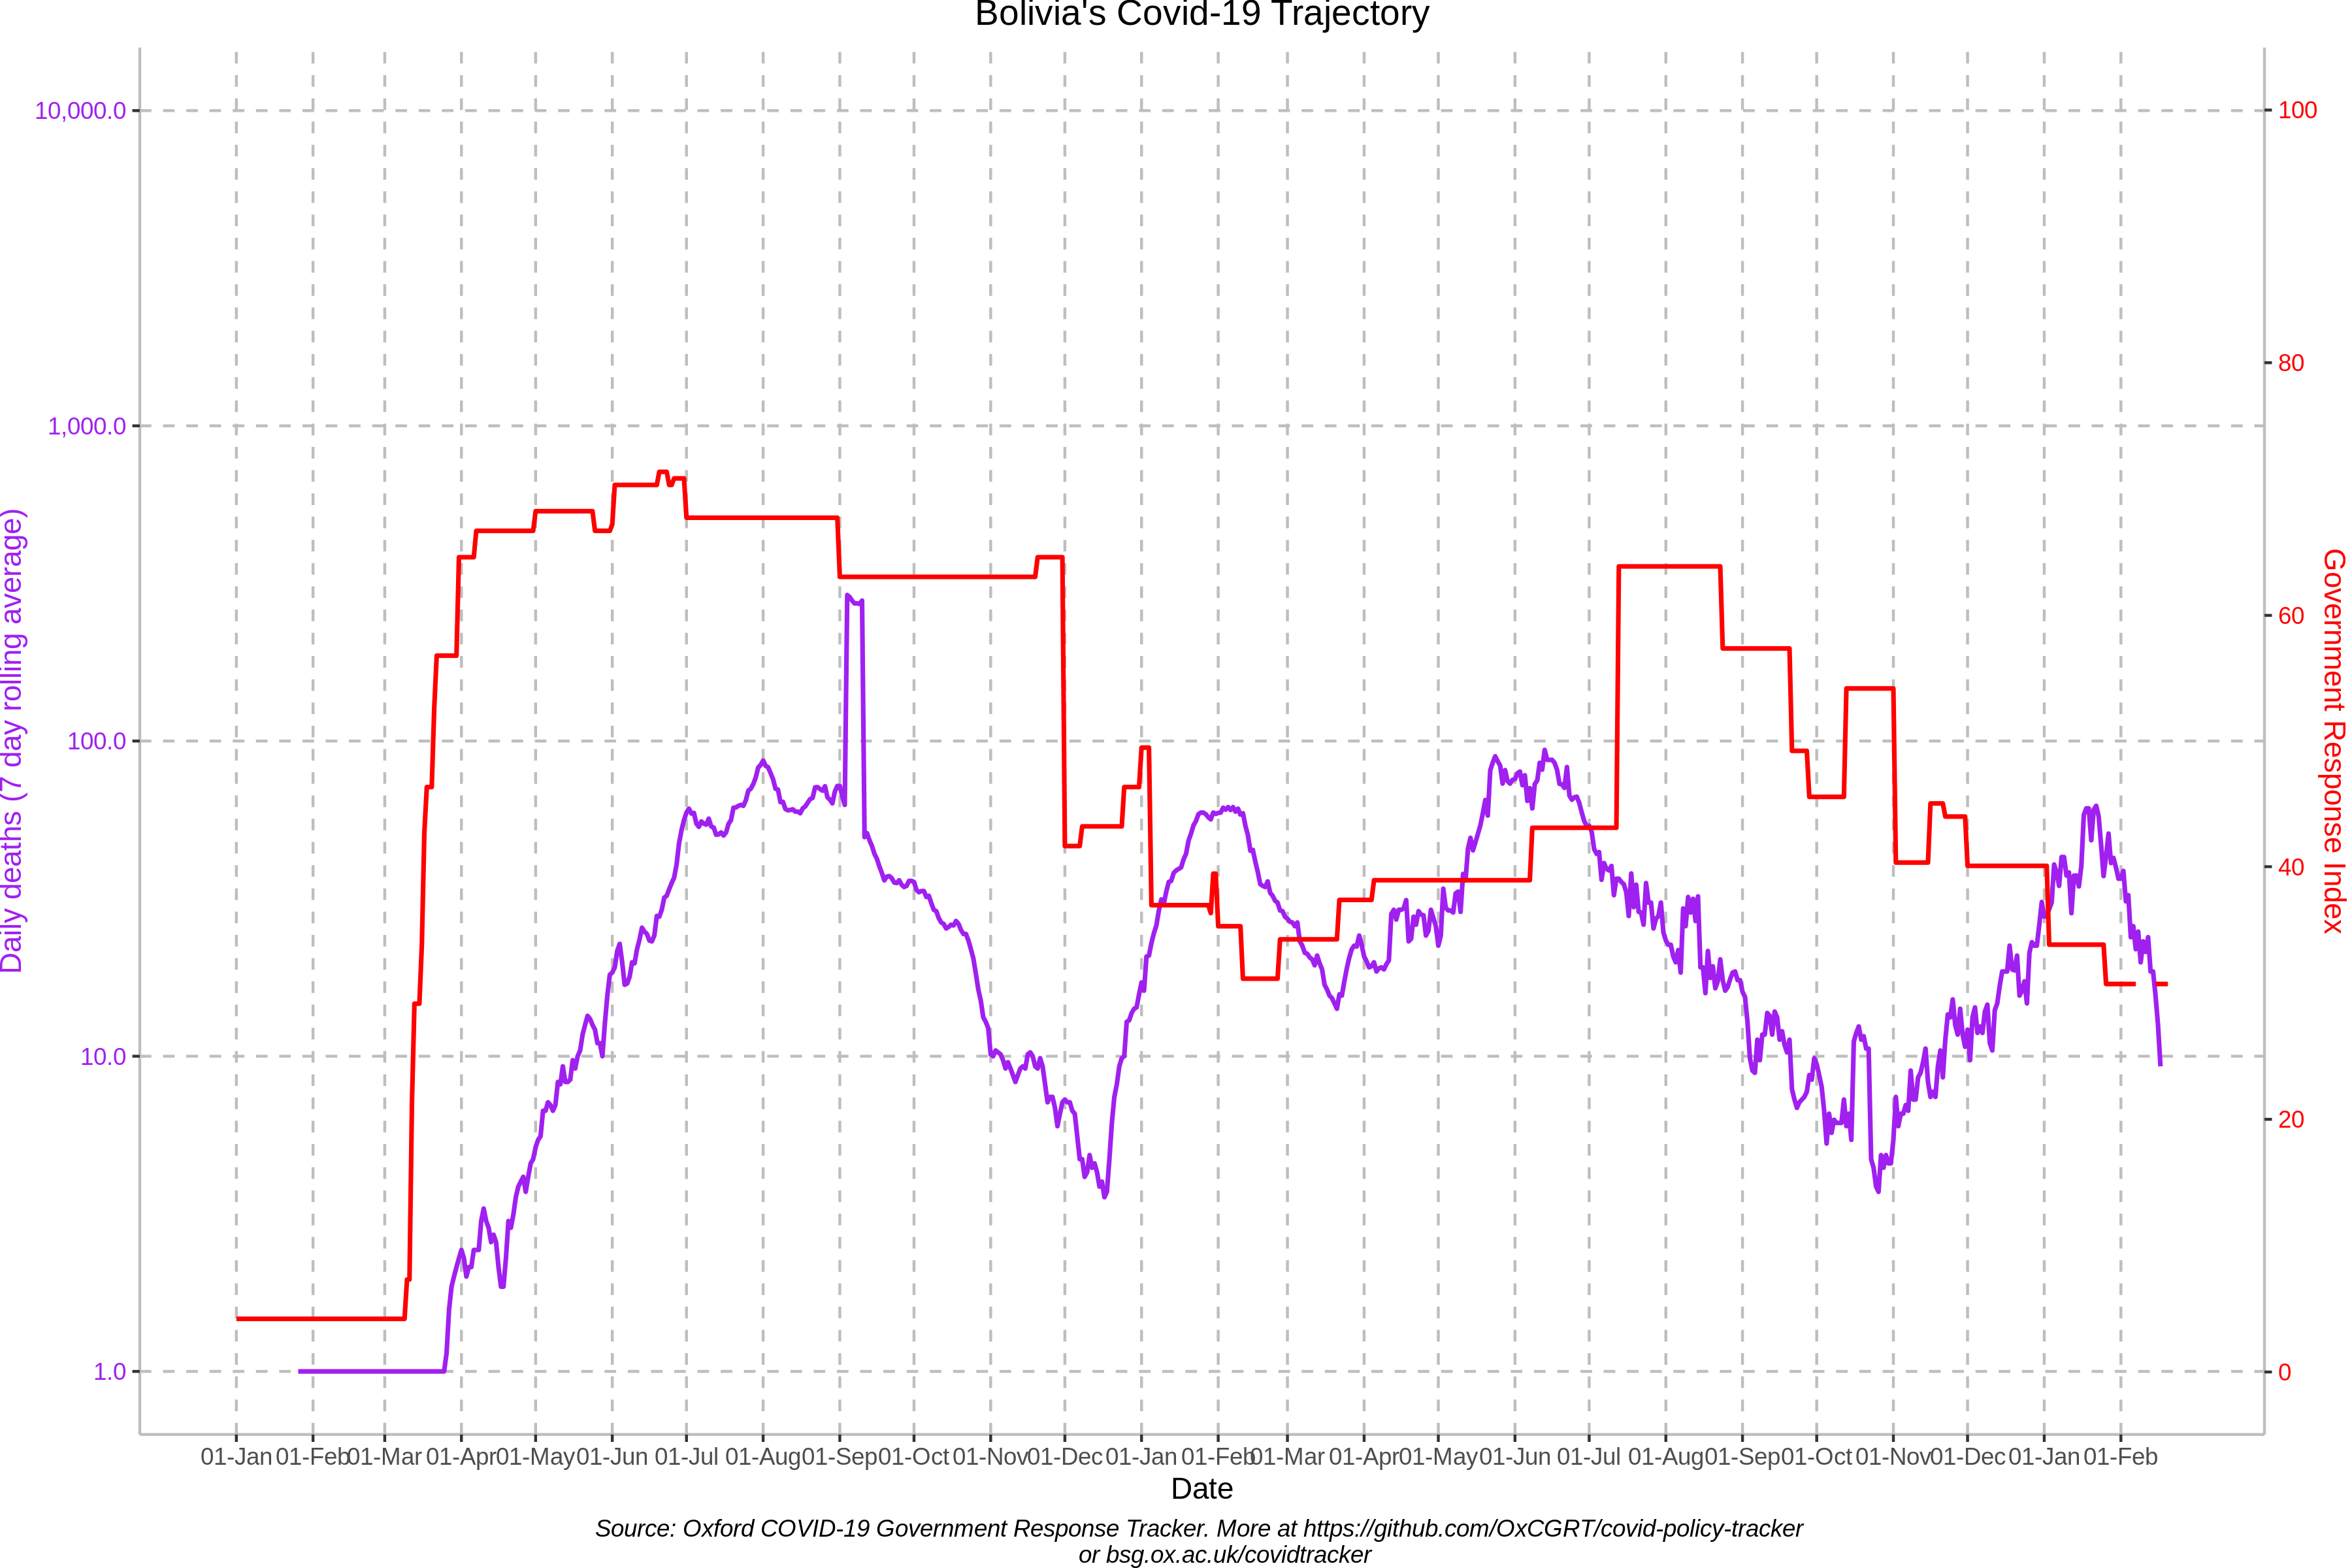 Bolivia's Covid-19 Trajectory
10,000.0
1,000.0
100.0
10.0
1.0
Daily deaths (7 day rolling average)
100
80
60
40
20
0
Government Response Index
01-Jan 01-Feb 01-Mar 01-Apr 01-May 01-Jun 01-Jul 01-Aug 01-Sep 01-Oct 01-Nov 01-Dec 01-Jan 01-Feb 01-Mar 01-Apr 01-May 01-Jun 01-Jul 01-Aug 01-Sep 01-Oct 01-Nov 01-Dec 01-Jan 01-Feb
Date
Source: Oxford COVID-19 Government Response Tracker. More at https://github.com/OxCGRT/covid-policy-tracker
or bsg.ox.ac.uk/covidtracker